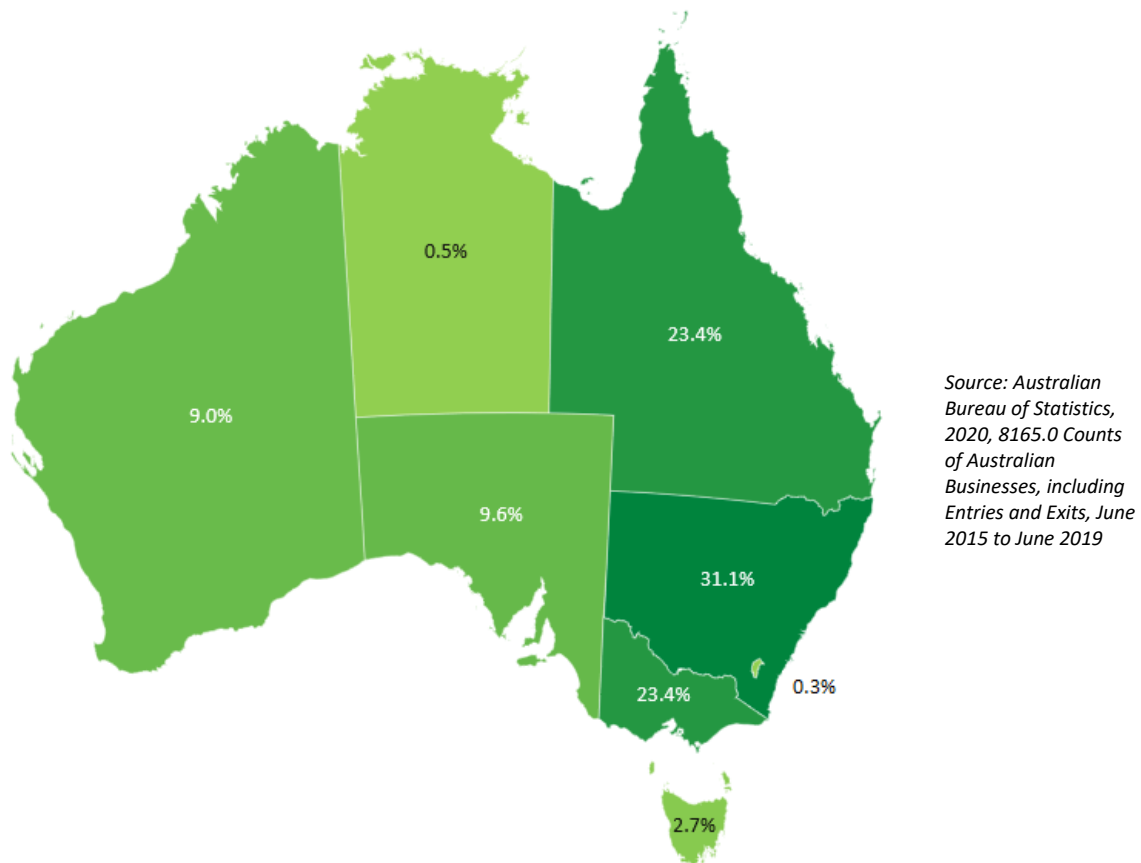 0.5%
23.4%
9.0%
Source: Australian
Bureau of Statistics,
2020, 8165.0 Counts
of Australian
Businesses, including
Entries and Exits, June
2015 to June 2019
9.6%
31.1%
23.4%
0.3%
2.7%